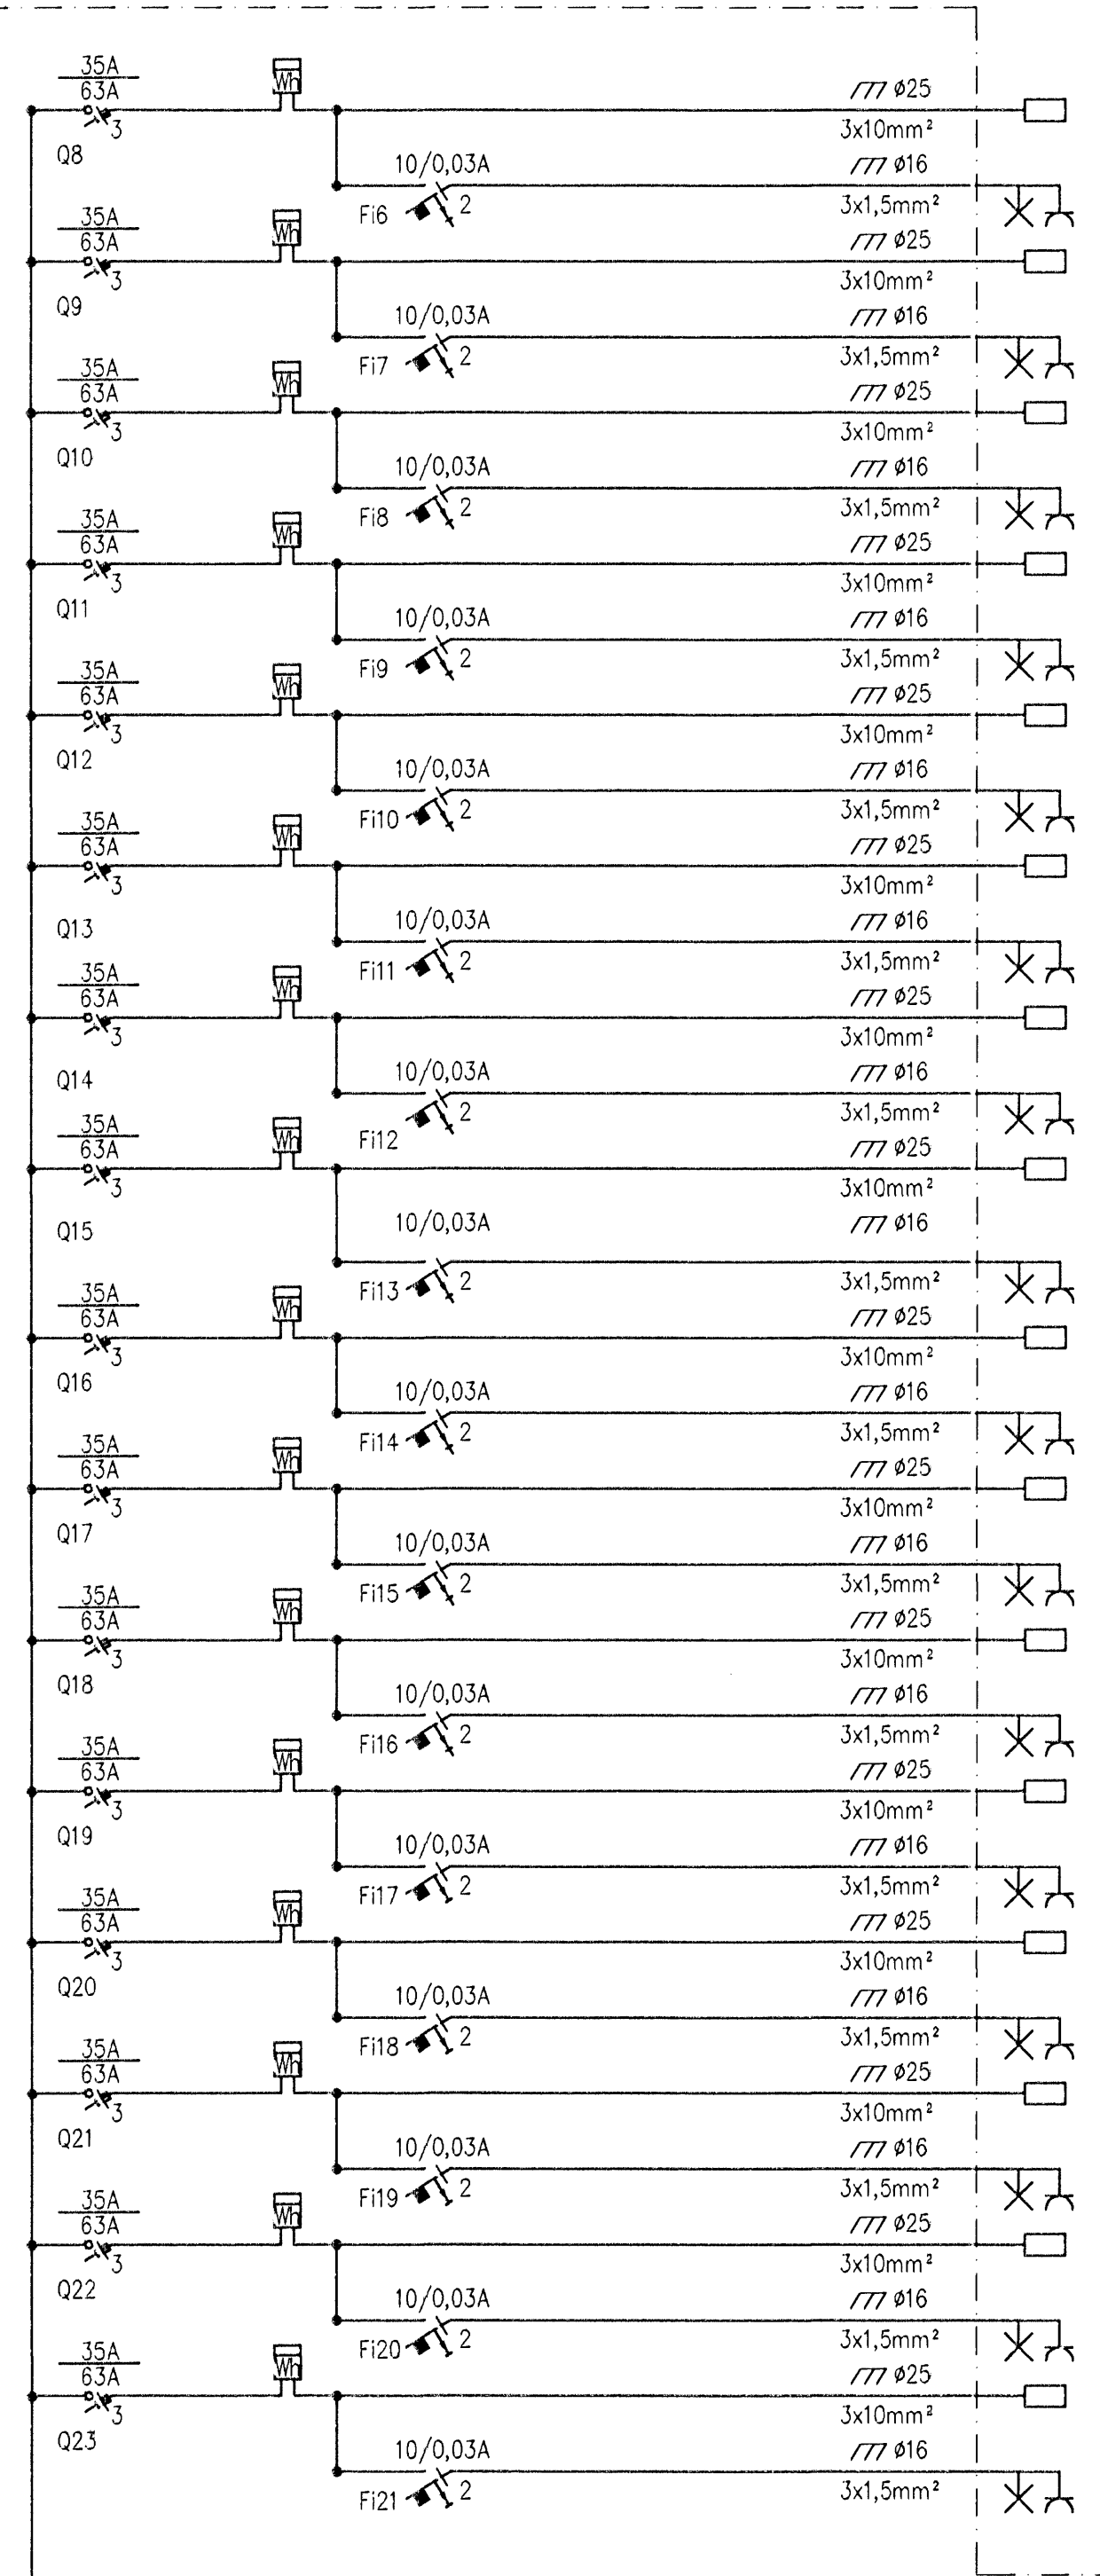 35A
63A
Wh
ø25
3
3x10mm²
Q8
10/0,03A
ø16
Fi6
2
3x1,5mm²
35A
63A
Wh
ø25
3
3x10mm²
Q9
10/0,03A
ø16
Fi7
2
3x1,5mm²
35A
63A
Wh
ø25
3
3x10mm²
Q10
10/0,03A
ø16
Fi8
2
3x1,5mm²
35A
63A
Wh
ø25
3
3x10mm²
Q11
10/0,03A
ø16
Fi9
2
3x1,5mm²
35A
63A
Wh
ø25
3
3x10mm²
Q12
10/0,03A
ø16
Fi10
2
3x1,5mm²
35A
63A
Wh
ø25
3
3x10mm²
Q13
10/0,03A
ø16
Fi11
2
3x1,5mm²
35A
63A
Wh
ø25
3
3x10mm²
Q14
10/0,03A
ø16
Fi12
2
3x1,5mm²
35A
63A
Wh
ø25
3
3x10mm²
Q15
10/0,03A
ø16
Fi13
2
3x1,5mm²
35A
63A
Wh
ø25
3
3x10mm²
Q16
10/0,03A
ø16
Fi14
2
3x1,5mm²
35A
63A
Wh
ø25
3
3x10mm²
Q17
10/0,03A
ø16
Fi15
2
3x1,5mm²
35A
63A
Wh
ø25
3
3x10mm²
Q18
10/0,03A
ø16
Fi16
2
3x1,5mm²
35A
63A
Wh
ø25
3
3x10mm²
Q19
10/0,03A
ø16
Fi17
2
3x1,5mm²
35A
63A
Wh
ø25
3
3x10mm²
Q20
10/0,03A
ø16
Fi18
2
3x1,5mm²
35A
63A
Wh
ø25
3
3x10mm²
Q21
10/0,03A
ø16
Fi19
2
3x1,5mm²
35A
63A
Wh
ø25
3
3x10mm²
Q22
10/0,03A
ø16
Fi20
2
3x1,5mm²
35A
63A
Wh
ø25
3
3x10mm²
Q23
10/0,03A
ø16
Fi21
2
3x1,5mm²